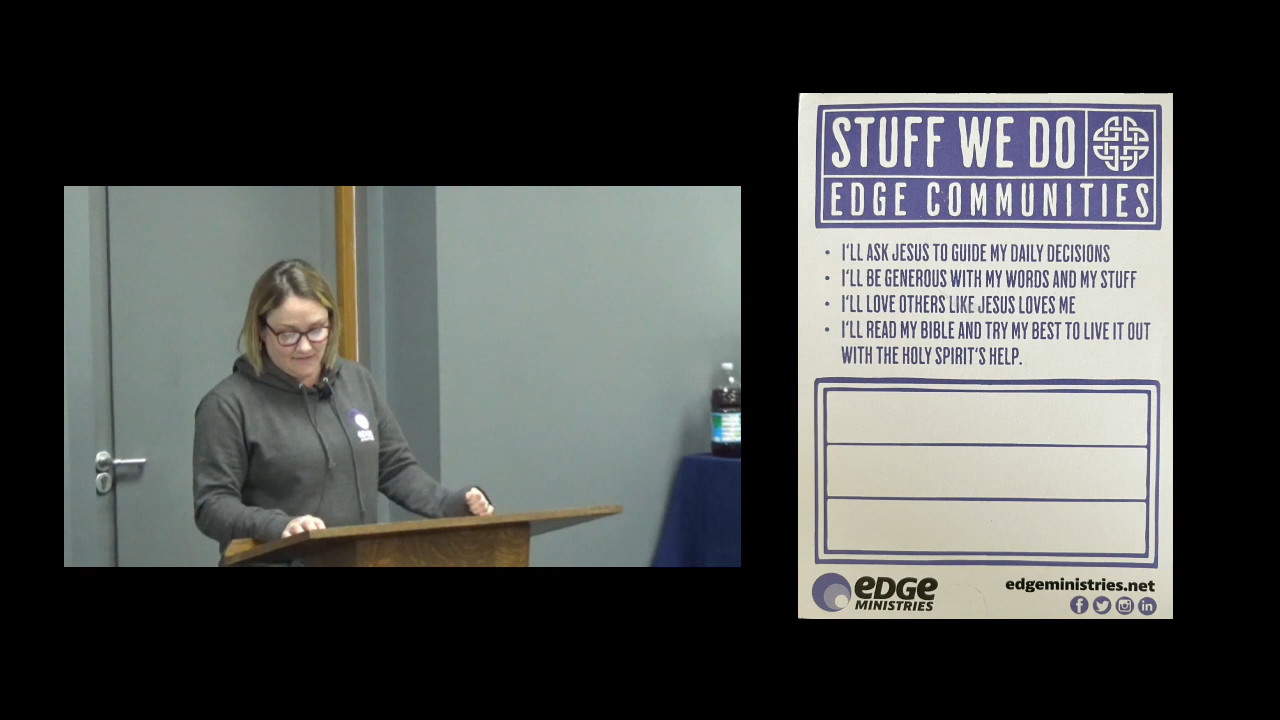 STUFF WE DO
EDGE COMMUNITIES
• I'LL ASK JESUS TO GUIDE MY DAILY DECISIONS
• I'LL BE GENEROUS WITH MY WORDS AND MY STUFF
• I'LL LOVE OTHERS LIKE JESUS LOVES ME
• I'LL READ MY BIBLE AND TRY MY BEST TO LIVE IT OUT
WITH THE HOLY SPIRIT'S HELP.
EDGE
MINISTRIES
edgeministries.net
EDGE